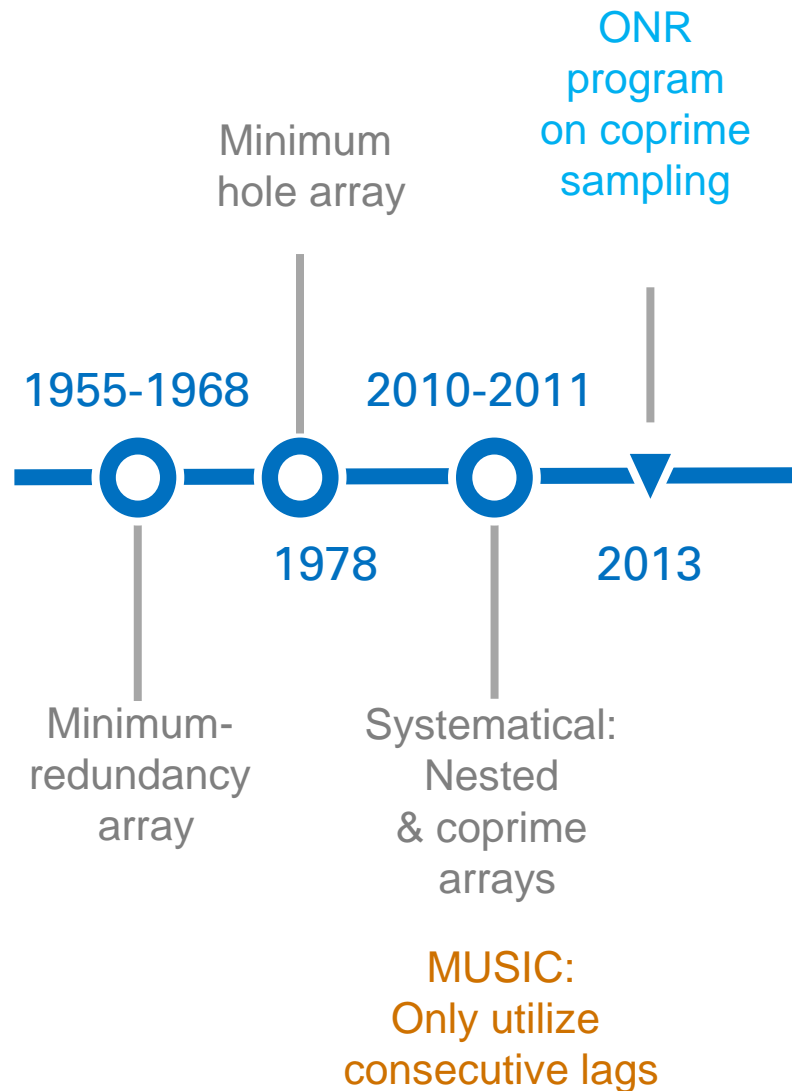 ONR
program
on coprime
sampling
Minimum
hole array
1955-1968
2010-2011
1978
2013
Minimum-
redundancy
array
Systematical:
Nested
& coprime
arrays
MUSIC:
Only utilize
consecutive lags